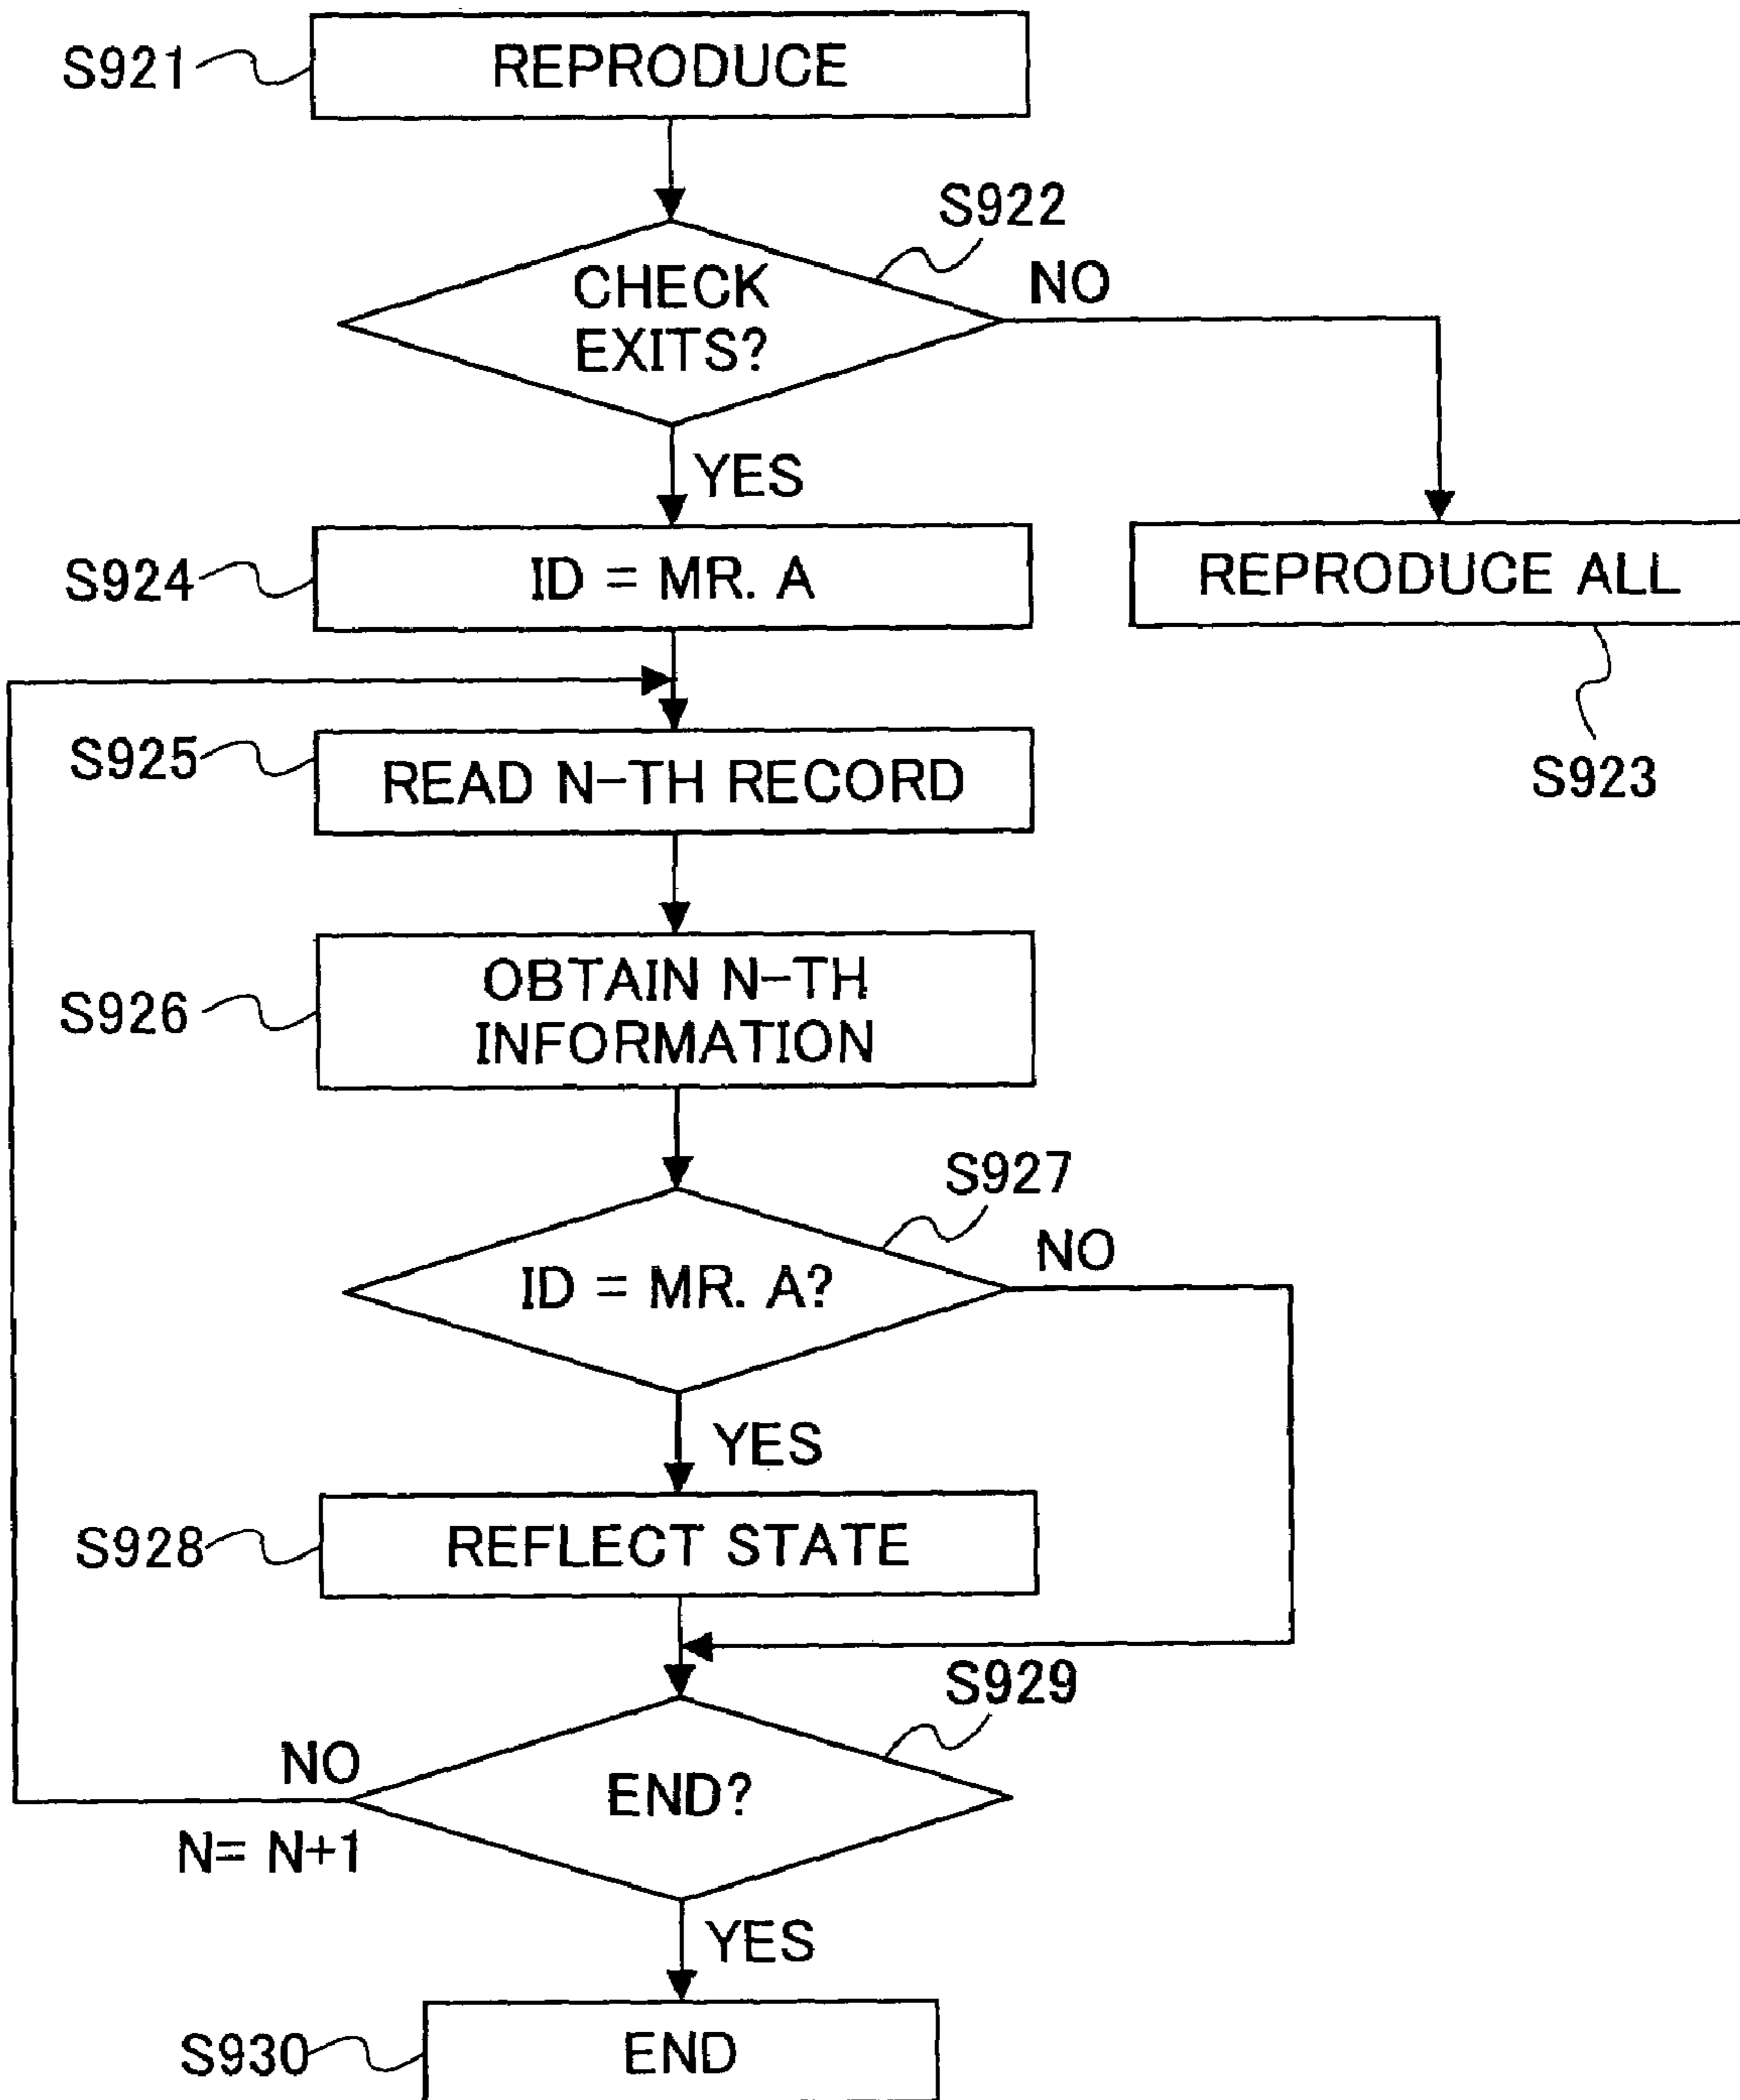 S921
REPRODUCE
S922
CHECK
EXITS?
NO
YES
S924
ID = MR. A
REPRODUCE ALL
S923
S925
READ N-TH RECORD
S926
OBTAIN N-TH
INFORMATION
S927
ID = MR. A?
NO
YES
S928
REFLECT STATE
S929
NO
END?
N= N+1
YES
S930
END